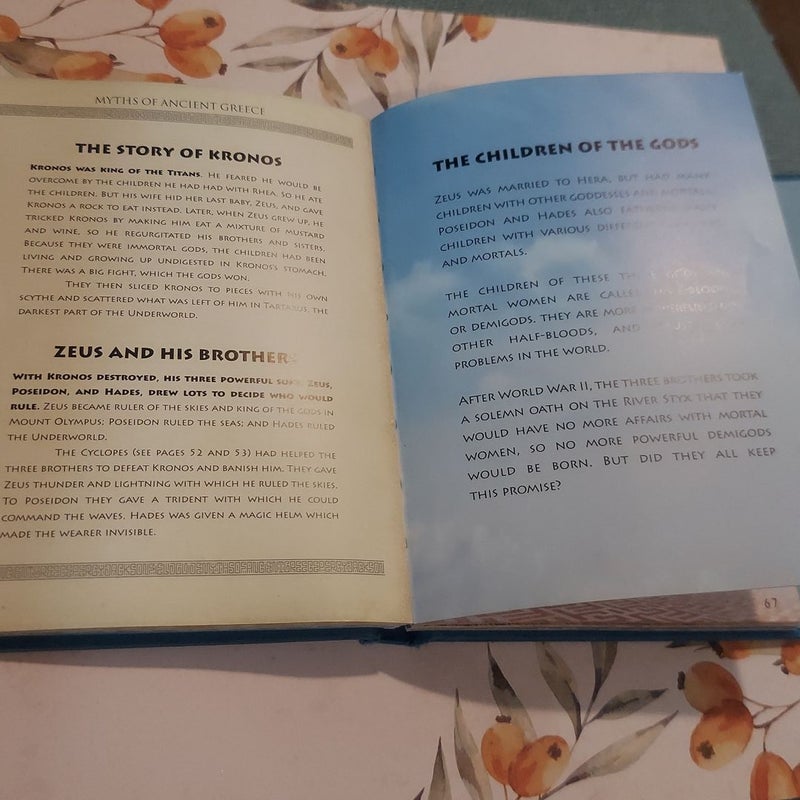 MYTHS OF ANCIENT GREECE
THE STORY OF KRONOS
KRONOS WAS KING OF THE TITANS. HE FEARED HE WOULD BE
OVERCOME BY THE CHILDREN HE HAD HAD WITH RHEA. SO HE ATE
THE CHILDREN. BUT HIS WIFE HID HER LAST BABY, ZEUS, AND GAVE
KRONOS A ROCK TO EAT INSTEAD. LATER, WHEN ZEUS GREW UP, HE
TRICKED KRONOS BY MAKING HIM EAT A MIXTURE OF MUSTARD
AND WINE, SO HE REGURGITATED HIS BROTHERS AND SISTERS.
BECAUSE THEY WERE IMMORTAL GODS, THE CHILDREN HAD BEEN
LIVING AND GROWING UP UNDIGESTED IN KRONOS'S STOMACH.
THERE WAS A BIG FIGHT, WHICH THE GODS WON.
THEY THEN SLICED KRONOS TO PIECES WITH HIS OWN
SCYTHE AND SCATTERED WHAT WAS LEFT OF HIM IN TARTARUS, THE
DARKEST PART OF THE UNDERWORLD.
ZEUS AND HIS BROTHERS
WITH KRONOS DESTROYED, HIS THREE POWERFUL SONS, ZEUS,
POSEIDON, AND HADES, DREW LOTS TO DECIDE WHO WOULD
RULE. ZEUS BECAME RULER OF THE SKIES AND KING OF THE GODS IN
MOUNT OLYMPUS; POSEIDON RULED THE SEAS; AND HADES RULED
THE UNDERWORLD.
THE CYCLOPES (SEE PAGES 52 AND 53) HAD HELPED THE
THREE BROTHERS TO DEFEAT KRONOS AND BANISH HIM. THEY GAVE
ZEUS THUNDER AND LIGHTNING WITH WHICH HE RULED THE SKIES.
TO POSEIDON THEY GAVE A TRIDENT WITH WHICH HE COULD
COMMAND THE WAVES. HADES WAS GIVEN A MAGIC HELM WHICH
MADE THE WEARER INVISIBLE.
THE CHILDREN OF THE GODS
ZEUS WAS MARRIED TO HERA, BUT HAD MANY
CHILDREN WITH OTHER GODDESSES AND MORTALS.
POSEIDON AND HADES ALSO
CHILDREN WITH VARIOUS
AND MORTALS.
THE CHILDREN OF THESE
MORTAL WOMEN ARE CALLED
OR DEMIGODS. THEY ARE MORE
OTHER HALF-BLOODS, AND
PROBLEMS IN THE WORLD.
AFTER WORLD WAR II, THE THREE BROTHERS TOOK
A SOLEMN OATH ON THE RIVER STYX THAT THEY
WOULD HAVE NO MORE AFFAIRS WITH MORTAL
WOMEN, SO NO MORE POWERFUL DEMIGODS
WOULD BE BORN. BUT DID THEY ALL KEEP
THIS PROMISE?
67